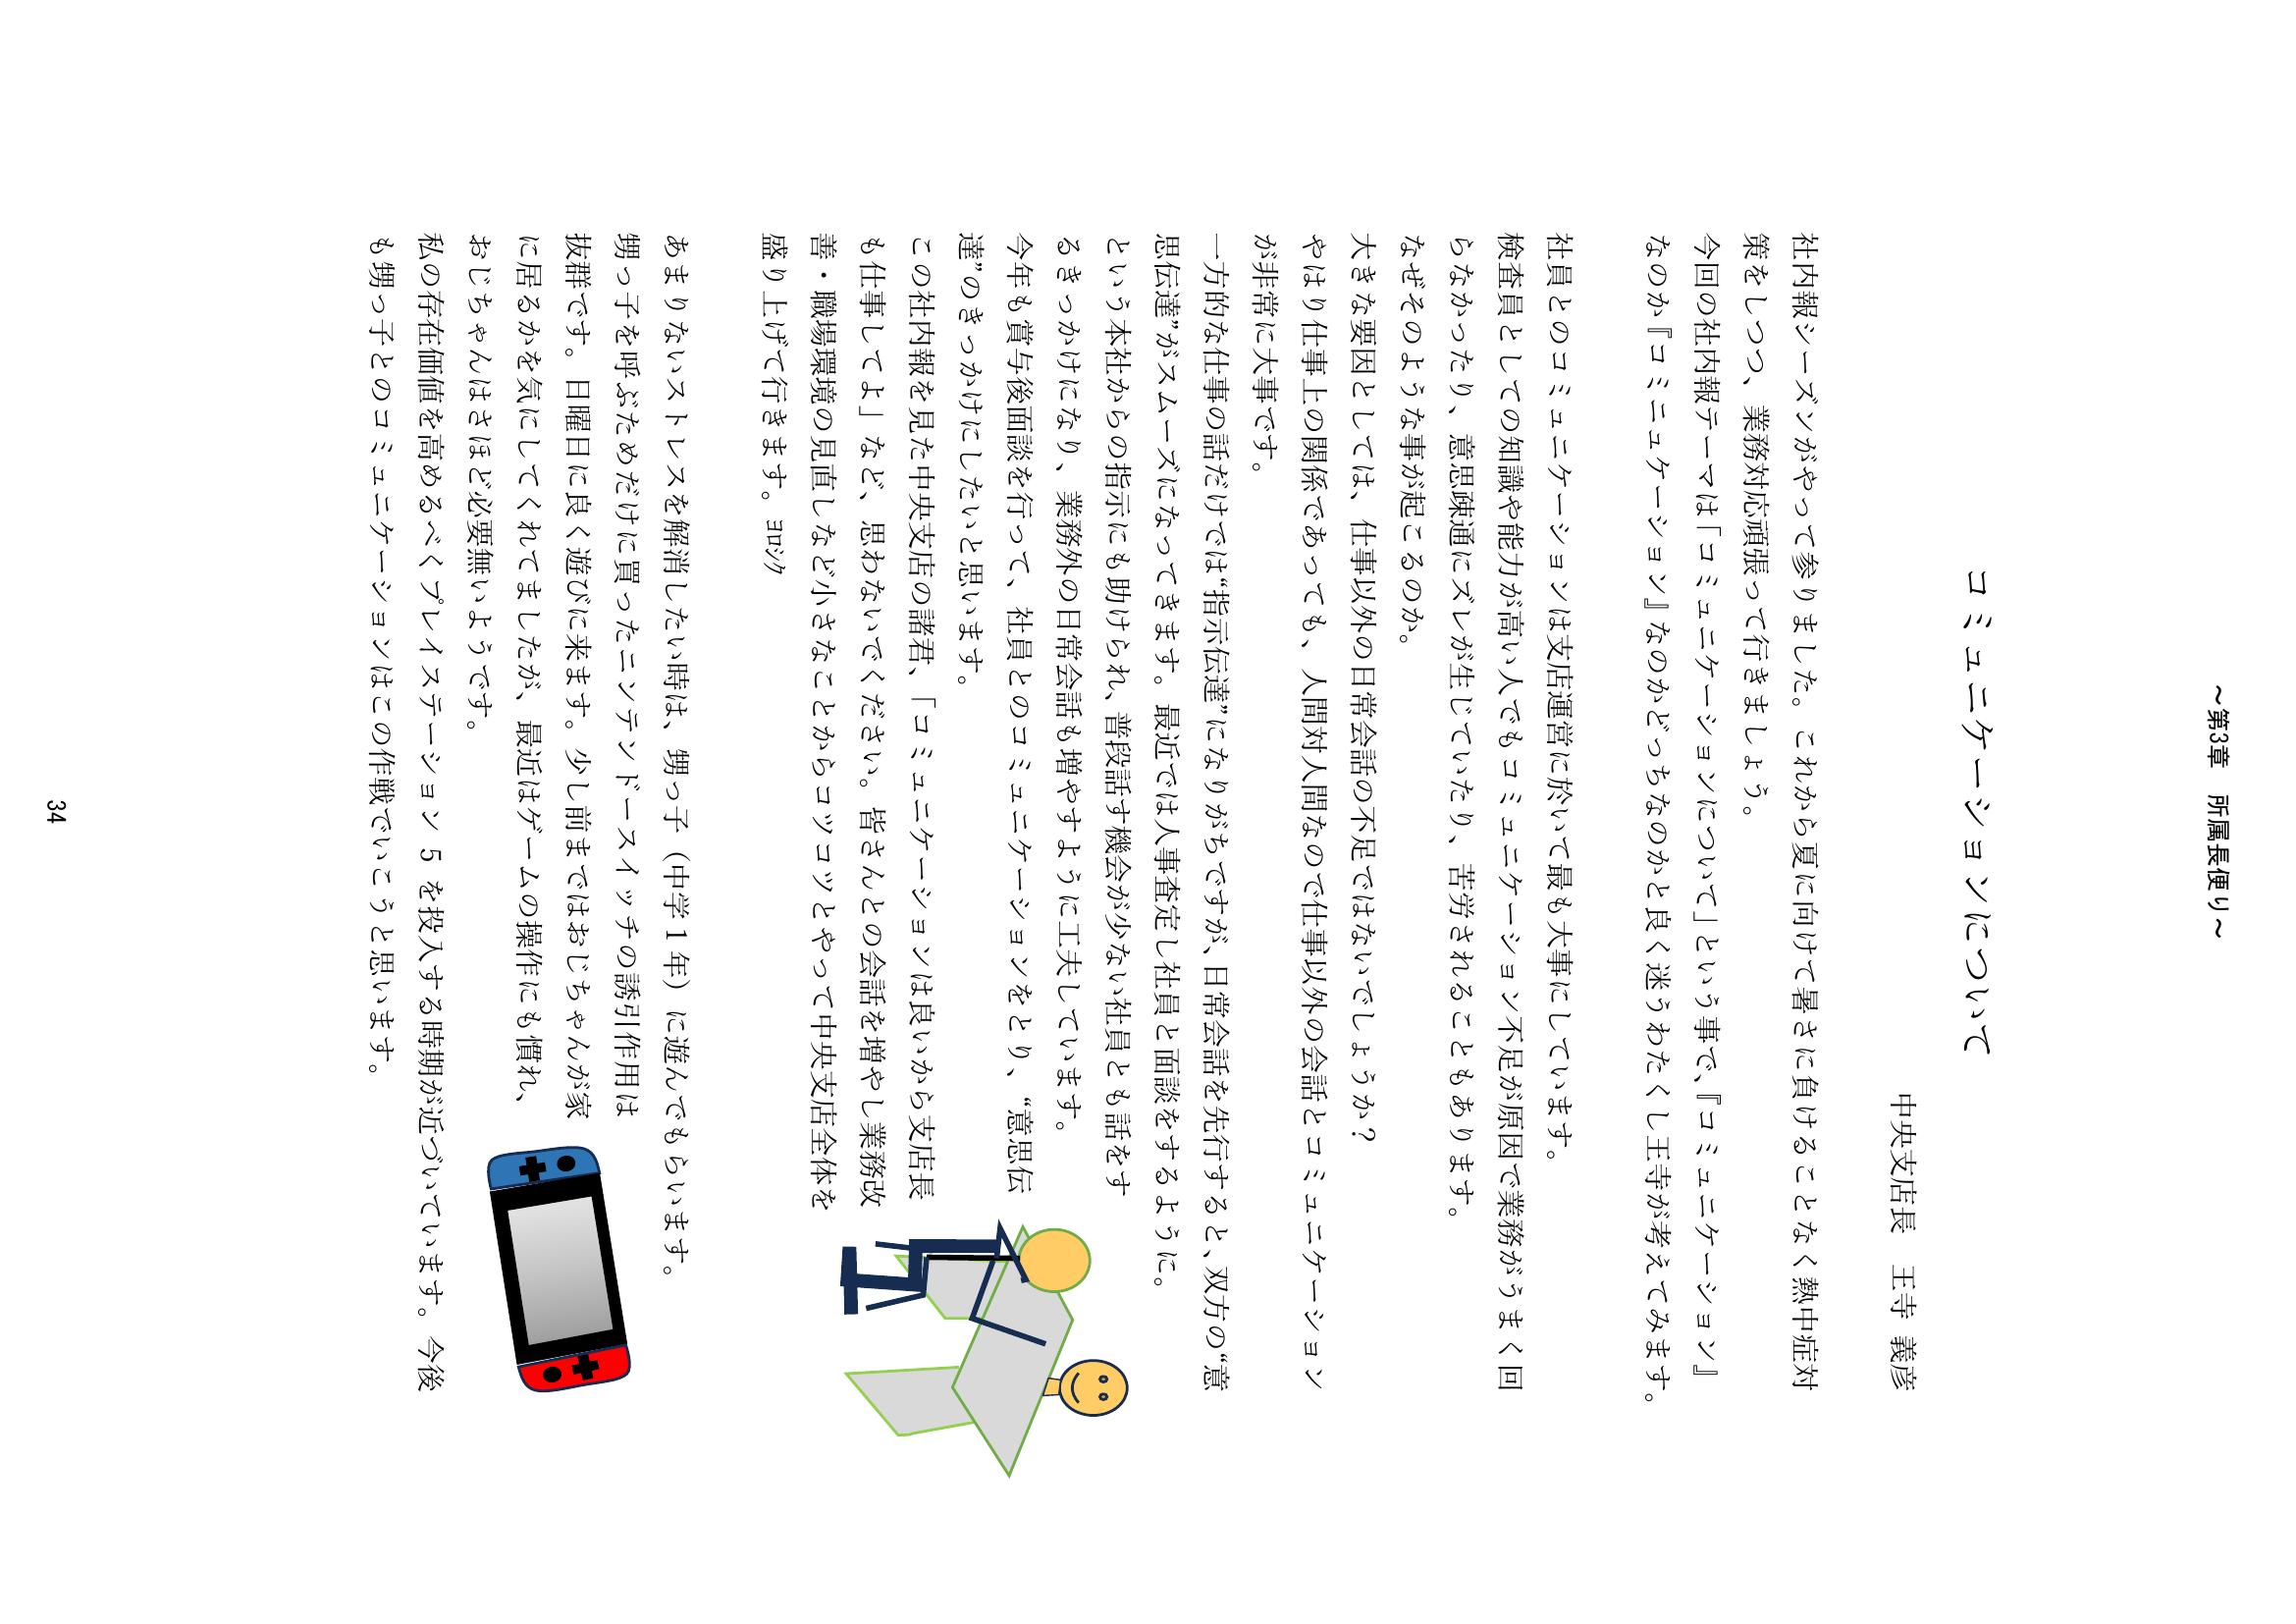 ～第3章　所属長便り～
コミュニケーションについて
中央支店長　王寺　義彦
社内報シーズンがやって参りました。これから夏に向けて暑さに負けることなく熱中症対
策をしつつ、業務対応頑張って行きましょう。
今回の社内報テーマは「コミュニケーションについて」という事で、『コミュニケーション』
なのか『コミニュケーション』なのかどっちなのかと良く迷うわたくし王寺が考えてみます。
社員とのコミュニケーションは支店運営に於いて最も大事にしています。
検査員としての知識や能力が高い人でもコミュニケーション不足が原因で業務がうまく回
らなかったり、意思疎通にズレが生じていたり、苦労されることもあります。
なぜそのような事が起こるのか。
大きな要因としては、仕事以外の日常会話の不足ではないでしょうか？
やはり仕事上の関係であっても、人間対人間なので仕事以外の会話とコミュニケーション
が非常に大事です。
一方的な仕事の話だけでは“指示伝達”になりがちですが、日常会話を先行すると、双方の“意
思伝達”がスムーズになってきます。最近では人事査定し社員と面談をするように。
という本社からの指示にも助けられ、普段話す機会が少ない社員とも話をす
るきっかけになり、業務外の日常会話も増やすように工夫しています。
今年も賞与後面談を行って、社員とのコミュニケーションをとり、“意思伝
達”のきっかけにしたいと思います。
この社内報を見た中央支店の諸君、「コミュニケーションは良いから支店長
も仕事してよ」など、思わないでください。皆さんとの会話を増やし業務改
善・職場環境の見直しなど小さなことからコツコツとやって中央支店全体を
盛り上げて行きます。ﾖﾛｼｸ
あまりないストレスを解消したい時は、甥っ子（中学1年）に遊んでもらいます。
甥っ子を呼ぶためだけに買ったニンテンドースイッチの誘引作用は
抜群です。日曜日に良く遊びに来ます。少し前まではおじちゃんが家
に居るかを気にしてくれてましたが、最近はゲームの操作にも慣れ、
おじちゃんはさほど必要無いようです。
私の存在価値を高めるべくプレイステーション5を投入する時期が近づいています。今後
も甥っ子とのコミュニケーションはこの作戦でいこうと思います。
34